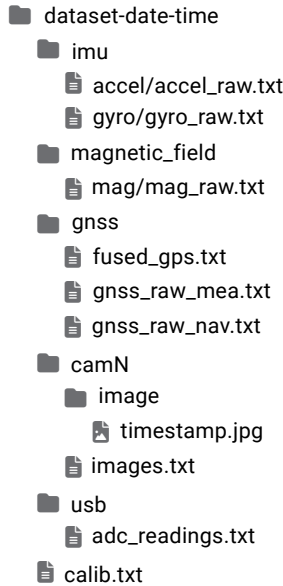 dataset-date-time
imu
accel/accel_raw.txt
gyro/gyro_raw.txt
magnetic_field
mag/mag_raw.txt
gnss
fused_gps.txt
gnss_raw_mea.txt
gnss_raw_nav.txt
camN
image
timestamp.jpg
images.txt
usb
adc_readings.txt
calib.txt